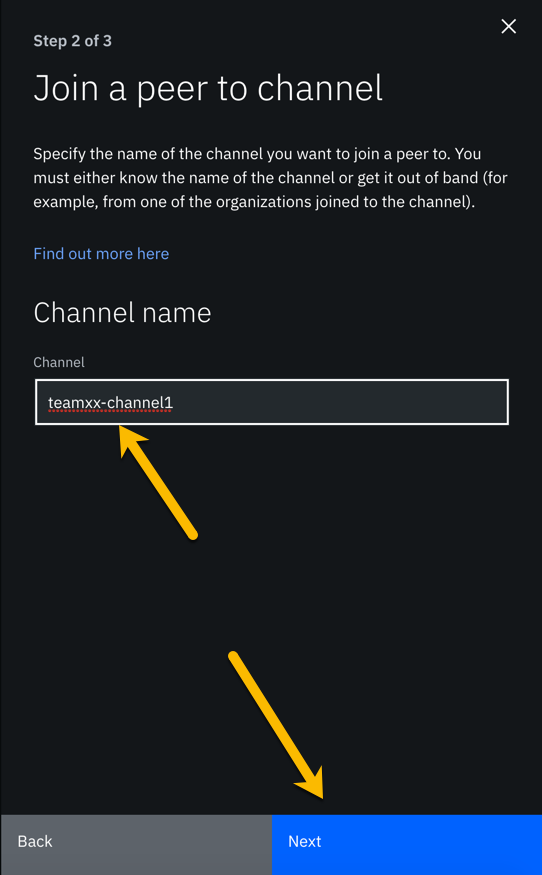 Step 2 of 3
Join a peer to channel
Specify the name of the channel you want to join a peer to. You
must either know the name of the channel or get it out of band (for
example, from one of the organizations joined to the channel).
Find out more here
Channel name
Channel
teamxx-channel1
Back
Next